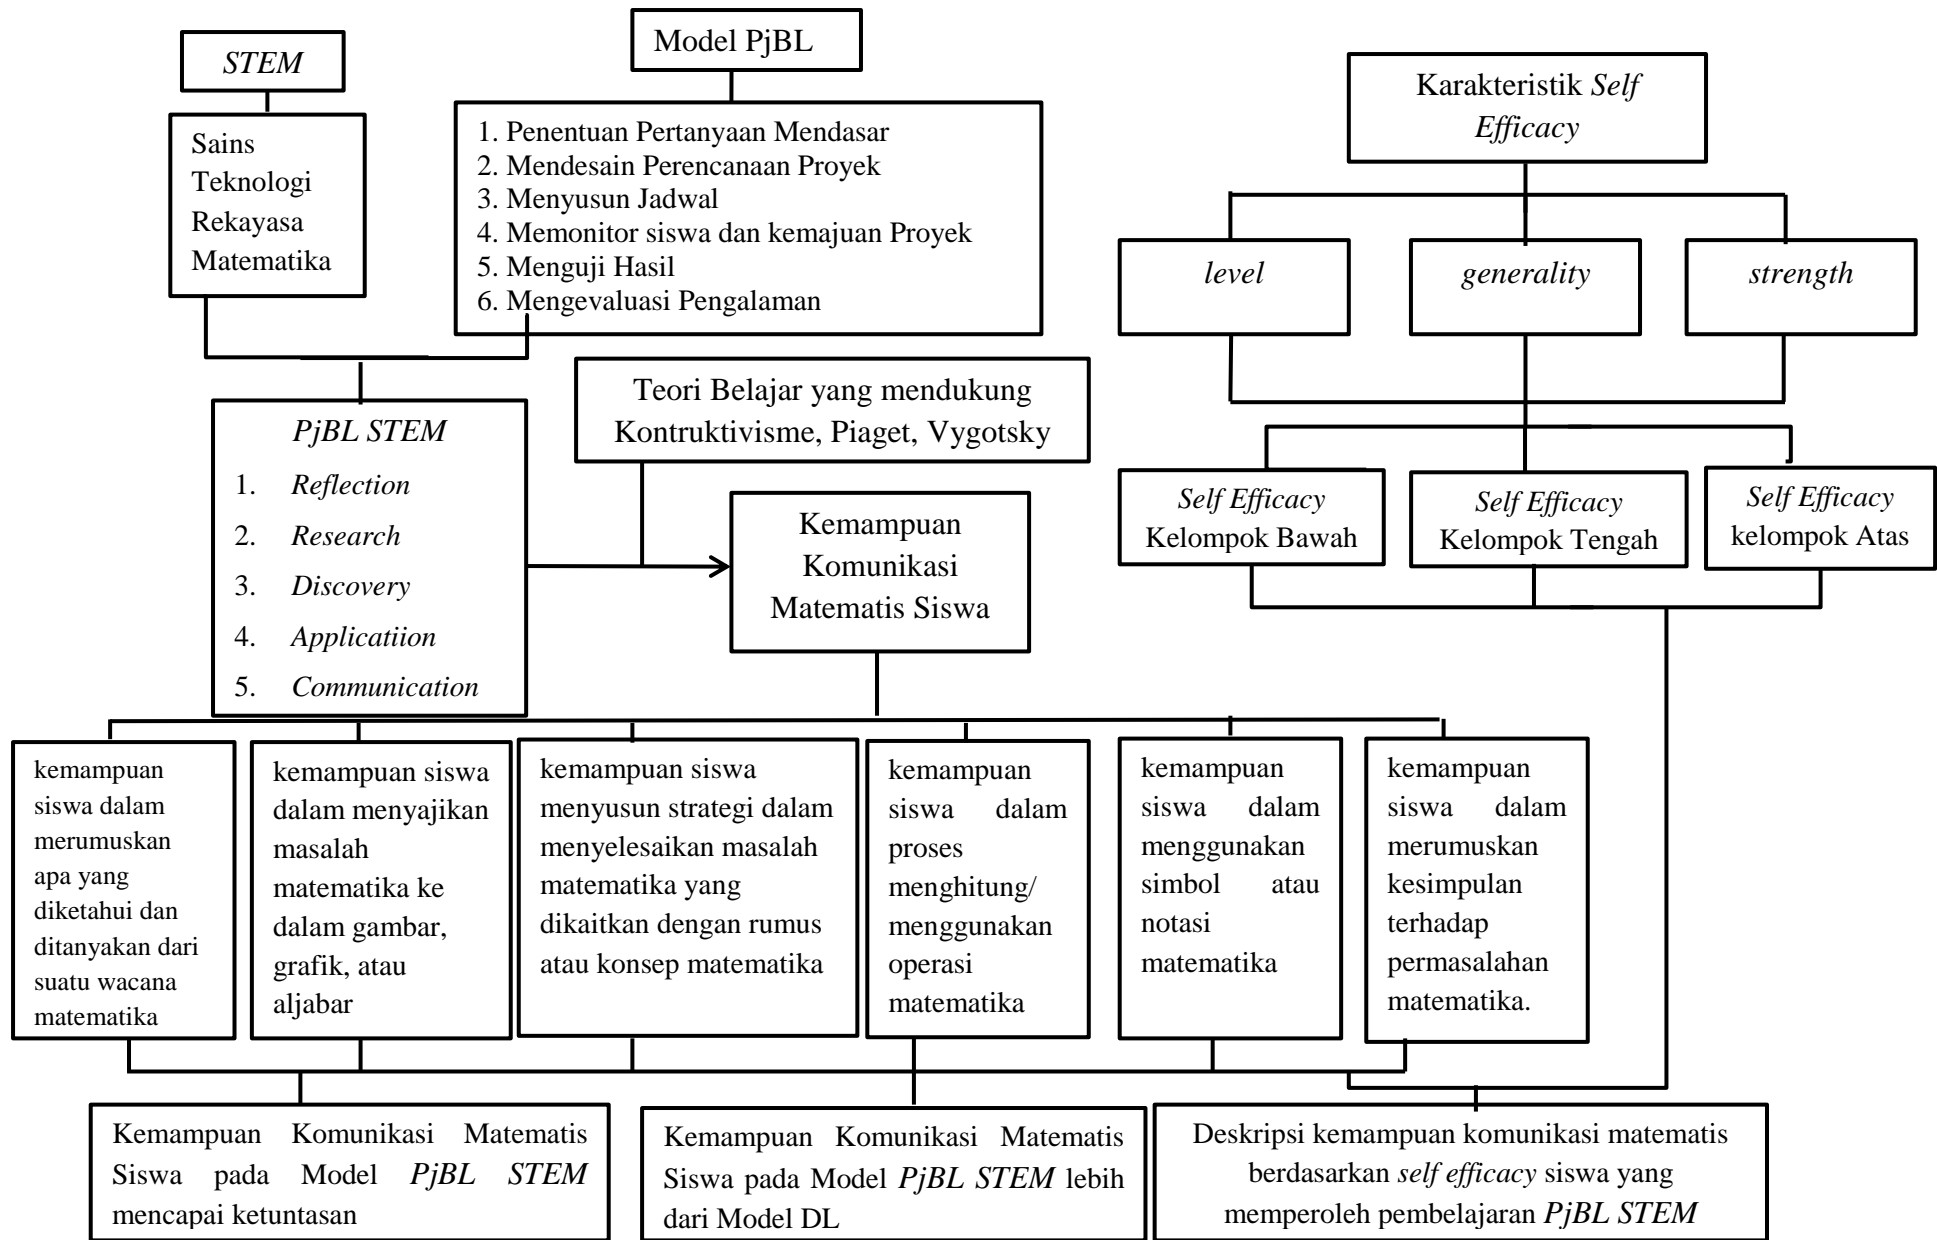 STEM
Sains
Teknologi
Rekayasa
Matematika
Model PjBL
1. Penentuan Pertanyaan Mendasar
2. Mendesain Perencanaan Proyek
3. Menyusun Jadwal
4. Memonitor siswa dan kemajuan Proyek
5. Menguji Hasil
6. Mengevaluasi Pengalaman
Karakteristik Self
Efficacy
level
generality
strength
PjBL STEM
1. Reflection
2. Research
3. Discovery
4. Applicatiion
5. Communication
Teori Belajar yang mendukung
Kontruktivisme, Piaget, Vygotsky
Kemampuan
Komunikasi
Matematis Siswa
Self Efficacy
Kelompok Bawah
Self Efficacy
Kelompok Tengah
Self Efficacy
kelompok Atas
kemampuan
siswa dalam
merumuskan
apa yang
diketahui dan
ditanyakan dari
suatu wacana
matematika
kemampuan siswa
dalam menyajikan
masalah
matematika ke
dalam gambar,
grafik, atau
aljabar
kemampuan siswa
menyusun strategi dalam
menyelesaikan masalah
matematika yang
dikaitkan dengan rumus
atau konsep matematika
kemampuan
siswa dalam
proses
menghitung/
menggunakan
operasi
matematika
kemampuan
siswa dalam
menggunakan
simbol atau
notasi
matematika
kemampuan
siswa dalam
merumuskan
kesimpulan
terhadap
permasalahan
matematika.
Kemampuan Komunikasi Matematis
Siswa pada Model PjBL STEM
mencapai ketuntasan
Kemampuan Komunikasi Matematis
Siswa pada Model PjBL STEM lebih
dari Model DL
Deskripsi kemampuan komunikasi matematis
berdasarkan self efficacy siswa yang
memperoleh pembelajaran PjBL STEM